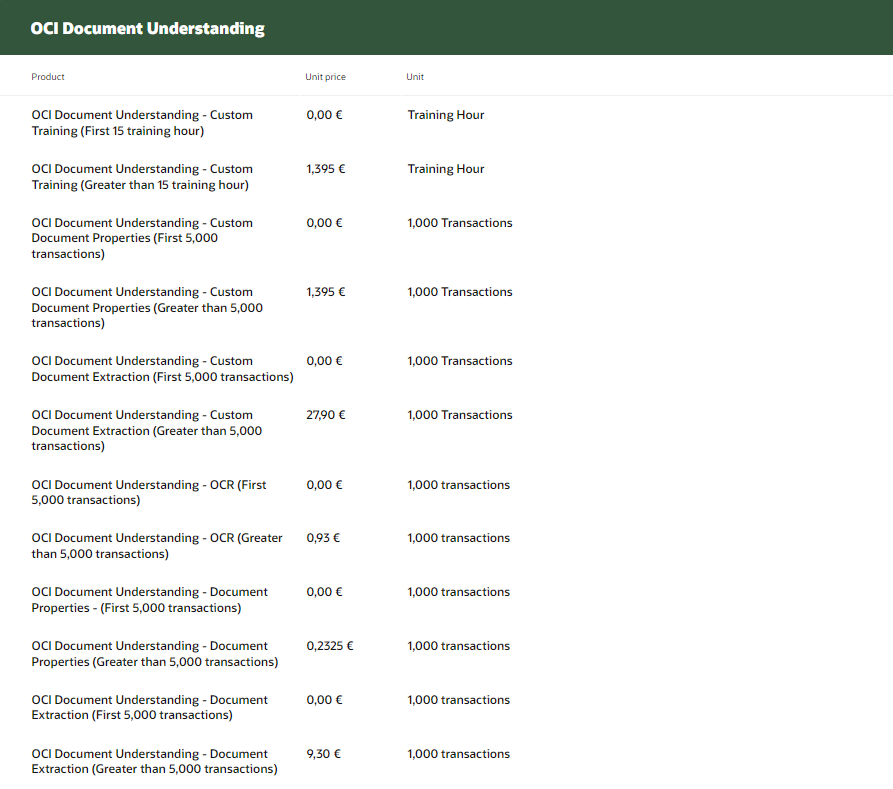 OCI Document Understanding
Product Unit price Unit
OCI Document Understanding - Custom 0,00 € Training Hour
Training (First 15 training hour)
OCI Document Understanding - Custom 1,395 € Training Hour
Training (Greater than 15 training hour)
OCI Document Understanding - Custom 0,00 € 1,000 Transactions
Document Properties (First 5,000
transactions)
OCI Document Understanding - Custom 1,395 € 1,000 Transactions
Document Properties (Greater than 5,000
transactions)
OCI Document Understanding - Custom 0,00 € 1,000 Transactions
Document Extraction (First 5,000 transactions)
OCI Document Understanding - Custom 27,90 € 1,000 Transactions
Document Extraction (Greater than 5,000
transactions)
OCI Document Understanding - OCR (First 0,00 € 1,000 transactions
5,000 transactions)
OCI Document Understanding - OCR (Greater 0,93 € 1,000 transactions
than 5,000 transactions)
OCI Document Understanding - Document 0,00 € 1,000 transactions
Properties - (First 5,000 transactions)
OCI Document Understanding - Document 0,2325 € 1,000 transactions
Properties (Greater than 5,000 transactions)
OCI Document Understanding - Document 0,00 € 1,000 transactions
Extraction (First 5,000 transactions)
OCI Document Understanding - Document 9,30 € 1,000 transactions
Extraction (Greater than 5,000 transactions)